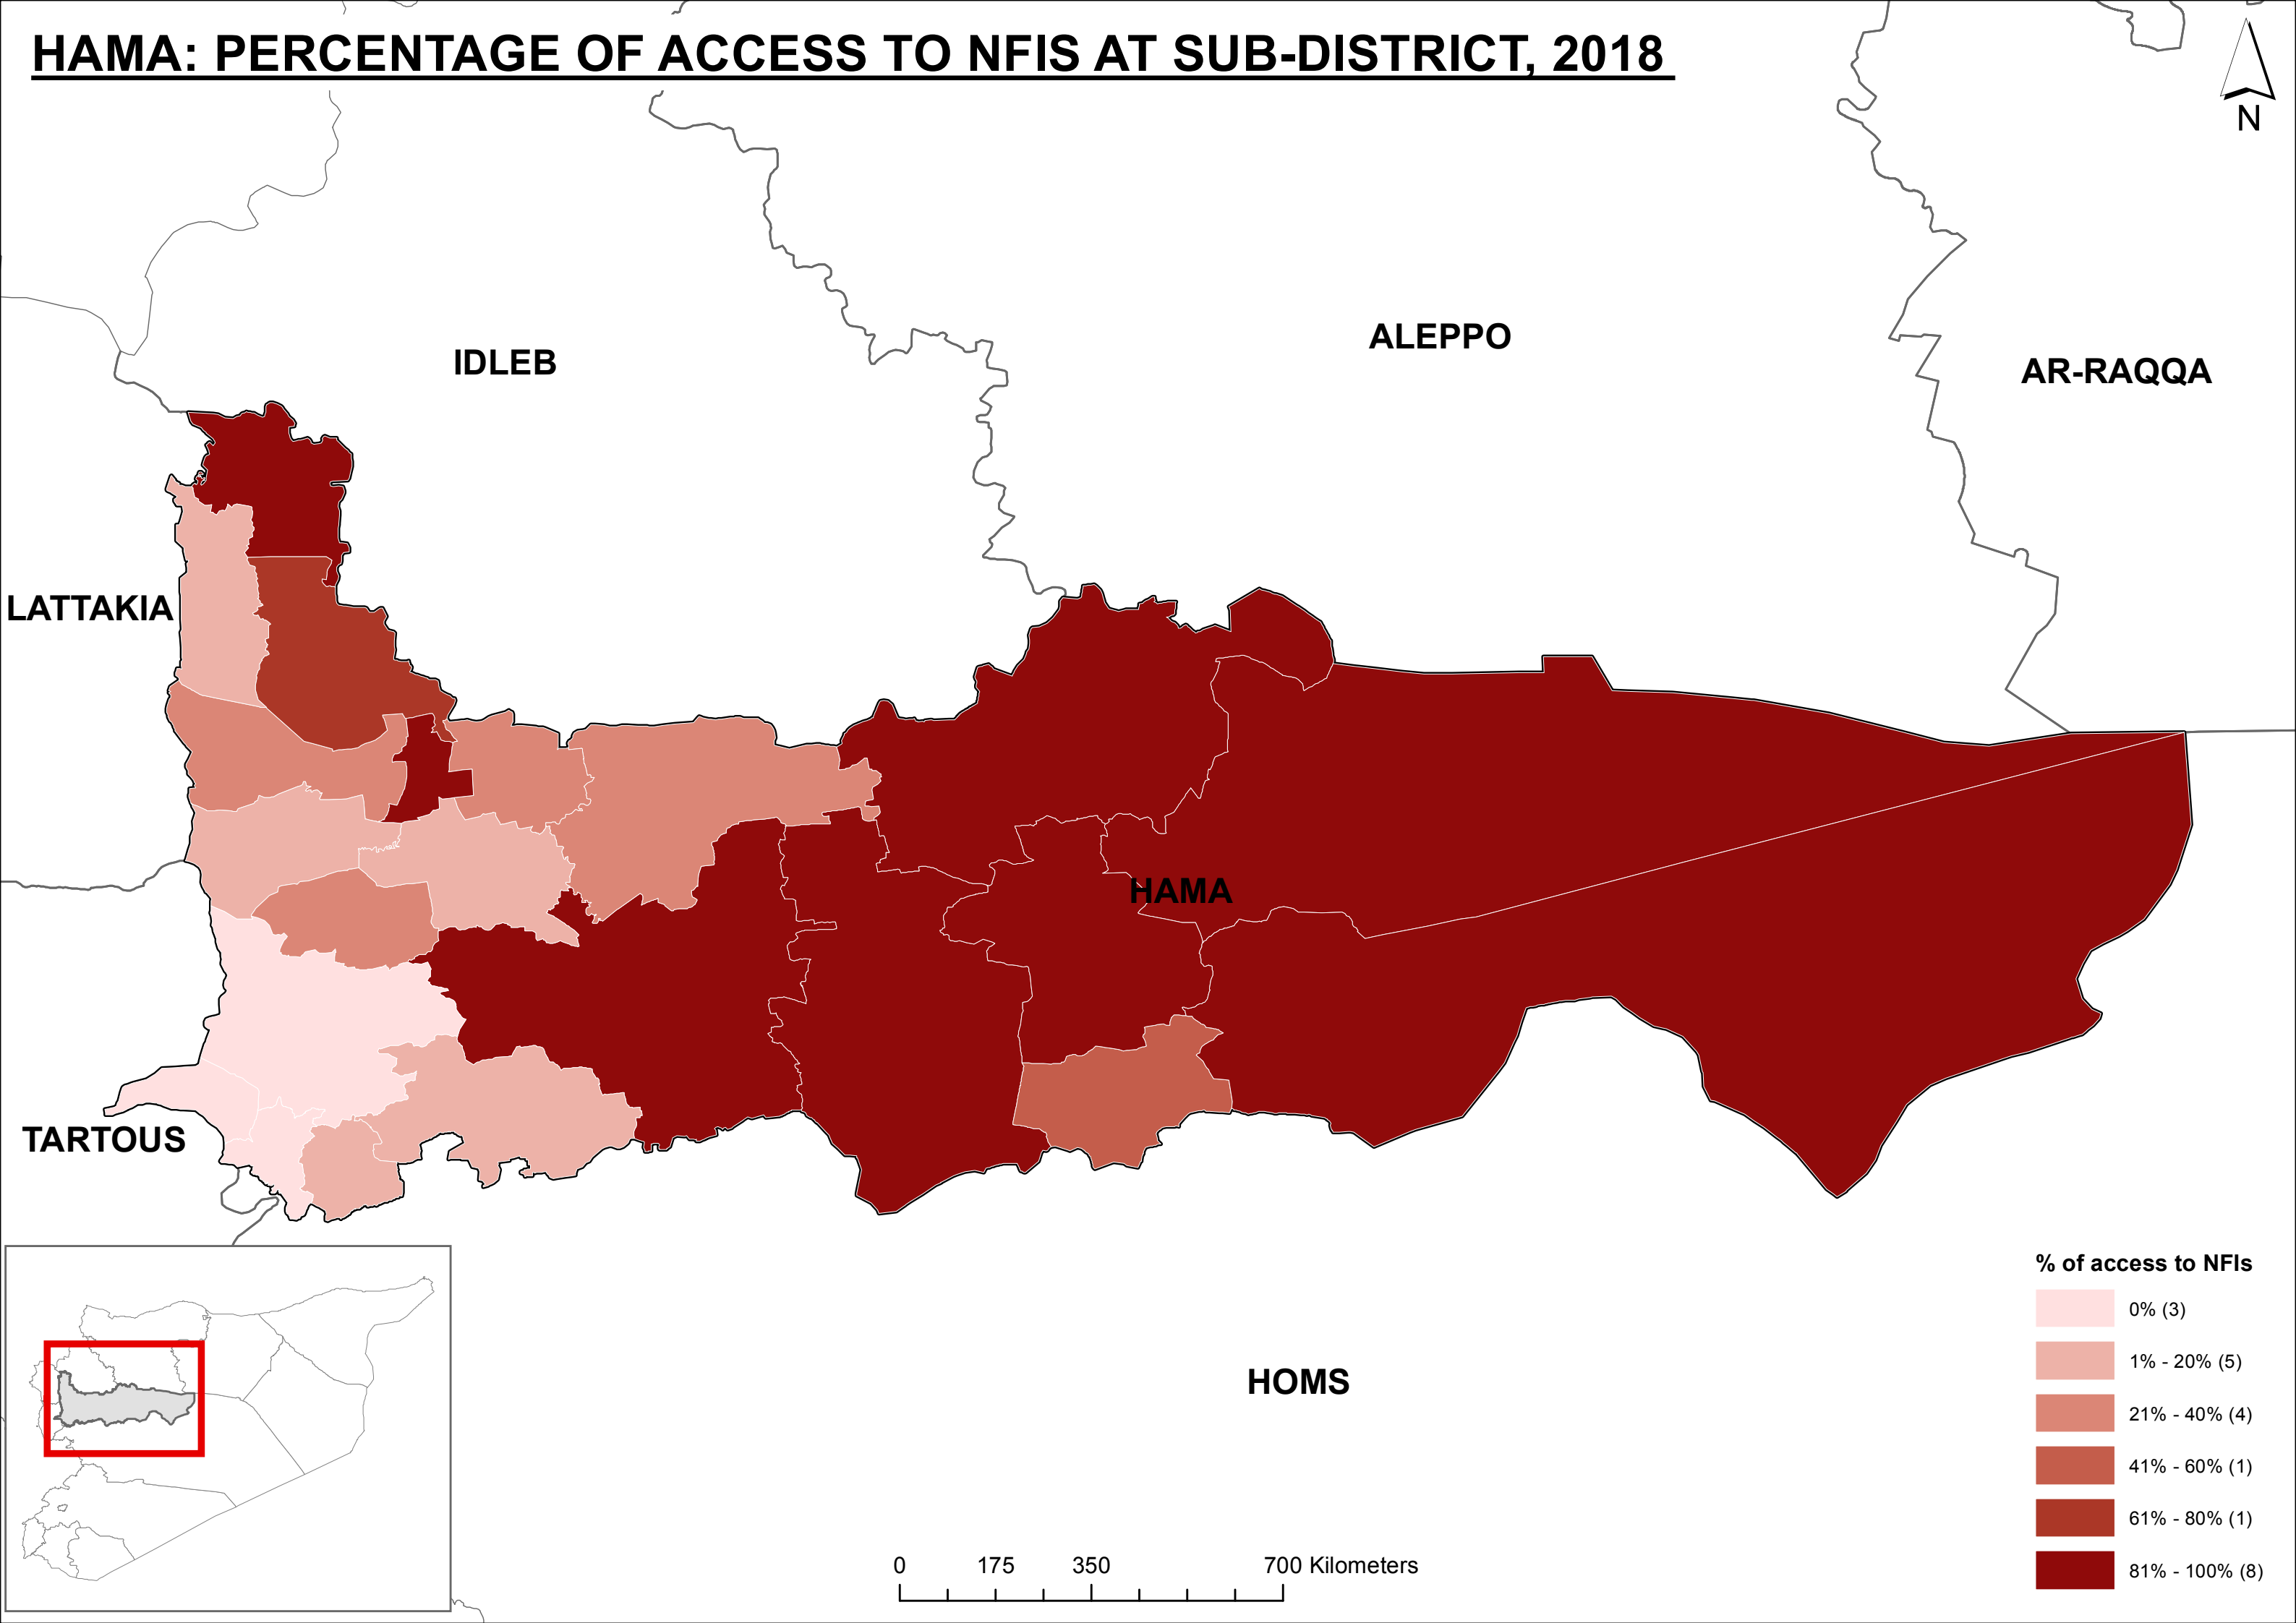 HAMA: PERCENTAGE OF ACCESS TO NFIS AT SUB-DISTRICT, 2018
N
ALEPPO
IDLEB
AR-RAQQA
LATTAKIA
HAMA
TARTOUS
HOMS
% of access to NFIs
0% (3)
1% - 20% (5)
21% - 40% (4)
41% - 60% (1)
61% - 80% (1)
81% - 100% (8)
0 175 350 700 Kilometers